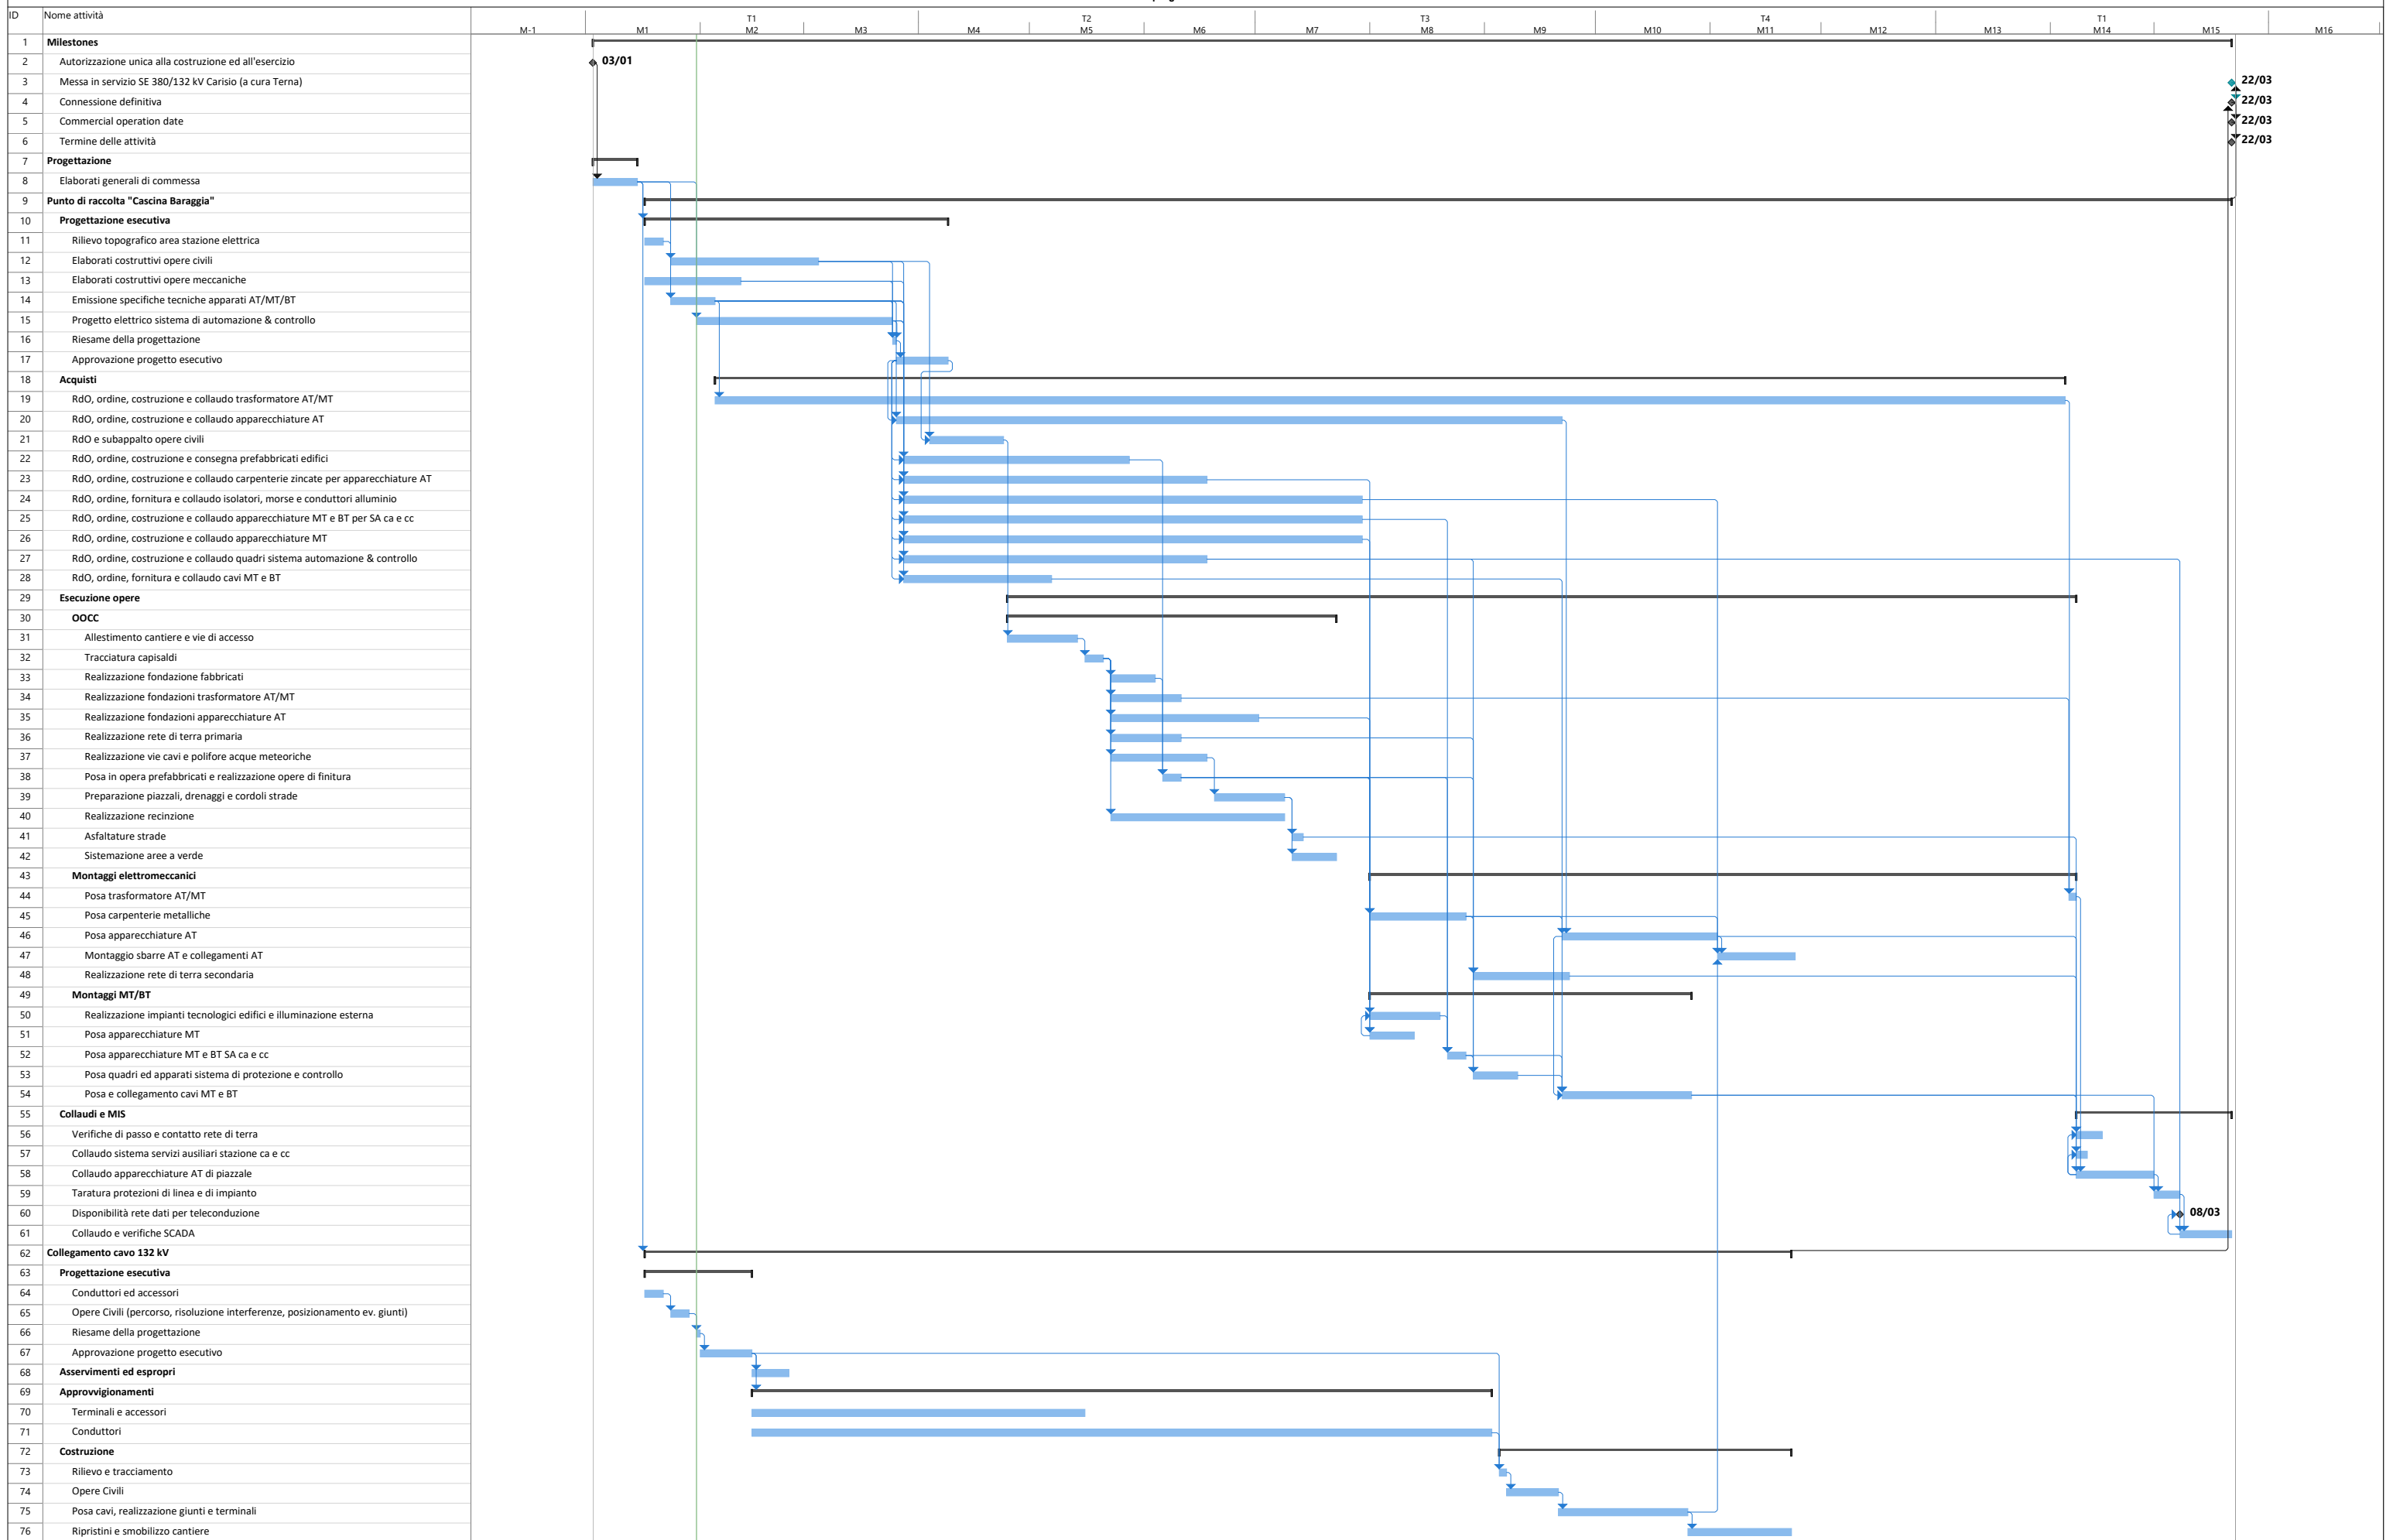 ID Nome attività
T1 T2 T3 T4 T1
M-1 M1 M2 M3 M4 M5 M6 M7 M8 M9 M10 M11 M12 M13 M14 M15 M16
1 Milestones
2 Autorizzazione unica alla costruzione ed all'esercizio 03/01
3 Messa in servizio SE 380/132 kV Carisio (a cura Terna) 22/03
4 Connessione definitiva 22/03
5 Commercial operation date 22/03
6 Termine delle attività 22/03
7 Progettazione
8 Elaborati generali di commessa
9 Punto di raccolta "Cascina Baraggia"
10 Progettazione esecutiva
11 Rilievo topografico area stazione elettrica
12 Elaborati costruttivi opere civili
13 Elaborati costruttivi opere meccaniche
14 Emissione specifiche tecniche apparati AT/MT/BT
15 Progetto elettrico sistema di automazione & controllo
16 Riesame della progettazione
17 Approvazione progetto esecutivo
18 Acquisti
19 RdO, ordine, costruzione e collaudo trasformatore AT/MT
20 RdO, ordine, costruzione e collaudo apparecchiature AT
21 RdO e subappalto opere civili
22 RdO, ordine, costruzione e consegna prefabbricati edifici
23 RdO, ordine, costruzione e collaudo carpenterie zincate per apparecchiature AT
24 RdO, ordine, fornitura e collaudo isolatori, morse e conduttori alluminio
25 RdO, ordine, costruzione e collaudo apparecchiature MT e BT per SA ca e cc
26 RdO, ordine, costruzione e collaudo apparecchiature MT
27 RdO, ordine, costruzione e collaudo quadri sistema automazione & controllo
28 RdO, ordine, fornitura e collaudo cavi MT e BT
29 Esecuzione opere
30 OOCC
31 Allestimento cantiere e vie di accesso
32 Tracciatura capisaldi
33 Realizzazione fondazione fabbricati
34 Realizzazione fondazioni trasformatore AT/MT
35 Realizzazione fondazioni apparecchiature AT
36 Realizzazione rete di terra primaria
37 Realizzazione vie cavi e polifore acque meteoriche
38 Posa in opera prefabbricati e realizzazione opere di finitura
39 Preparazione piazzali, drenaggi e cordoli strade
40 Realizzazione recinzione
41 Asfaltature strade
42 Sistemazione aree a verde
43 Montaggi elettromeccanici
44 Posa trasformatore AT/MT
45 Posa carpenterie metalliche
46 Posa apparecchiature AT
47 Montaggio sbarre AT e collegamenti AT
48 Realizzazione rete di terra secondaria
49 Montaggi MT/BT
50 Realizzazione impianti tecnologici edifici e illuminazione esterna
51 Posa apparecchiature MT
52 Posa apparecchiature MT e BT SA ca e cc
53 Posa quadri ed apparati sistema di protezione e controllo
54 Posa e collegamento cavi MT e BT
55 Collaudi e MIS
56 Verifiche di passo e contatto rete di terra
57 Collaudo sistema servizi ausiliari stazione ca e cc
58 Collaudo apparecchiature AT di piazzale
59 Taratura protezioni di linea e di impianto
60 Disponibilità rete dati per teleconduzione 08/03
61 Collaudo e verifiche SCADA
62 Collegamento cavo 132 kV
63 Progettazione esecutiva
64 Conduttori ed accessori
65 Opere Civili (percorso, risoluzione interferenze, posizionamento ev. giunti)
66 Riesame della progettazione
67 Approvazione progetto esecutivo
68 Asservimenti ed espropri
69 Approvvigionamenti
70 Terminali e accessori
71 Conduttori
72 Costruzione
73 Rilievo e tracciamento
74 Opere Civili
75 Posa cavi, realizzazione giunti e terminali
76 Ripristini e smobilizzo cantiere